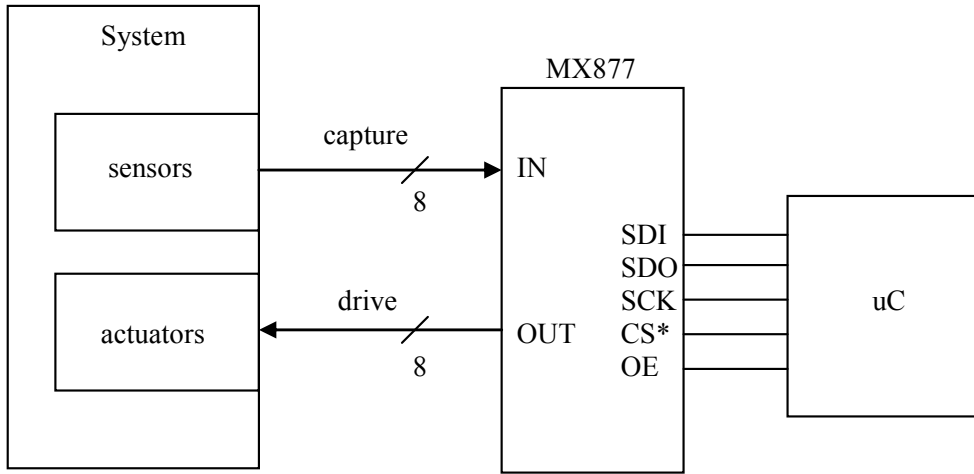 System
MX877
sensors
capture
8
IN
SDI
SDO
SCK
CS*
OE
uC
actuators
drive
8
OUT